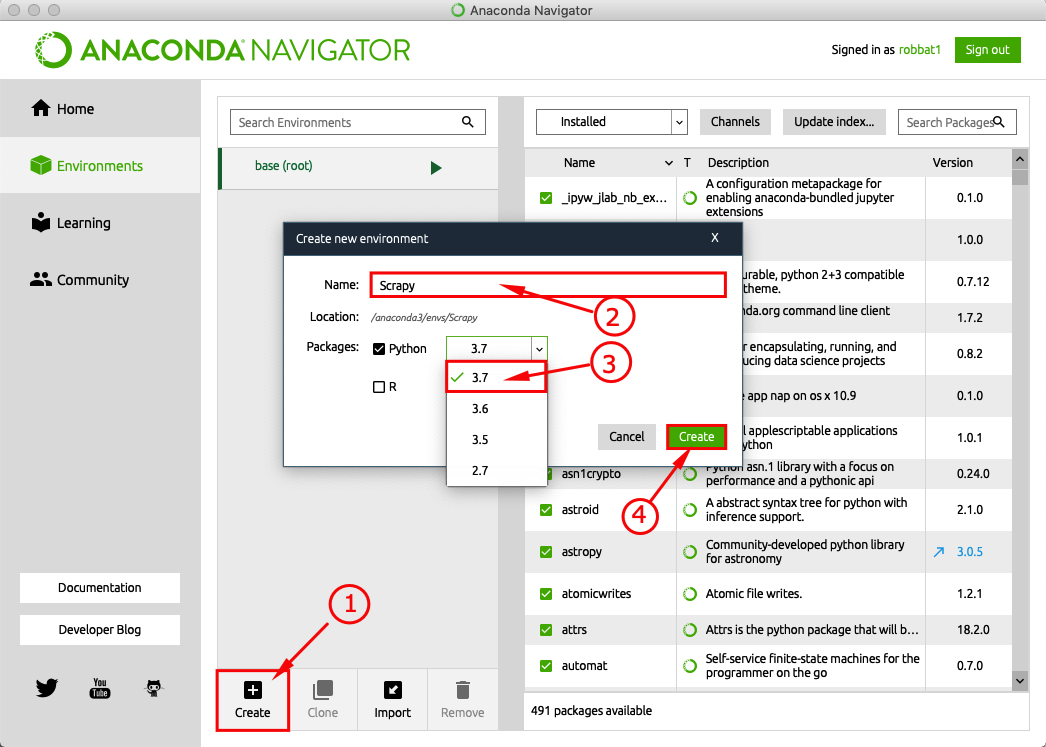 Anaconda Navigator
ANACONDA NAVIGATOR
Signed in as robbat1
Sign out
Home
Environments
Learning
Community
Documentation
Developer Blog
You
Tube
Search Environments
base (root)
Create
Clone
Import
Remove
Installed
Channels
Update index...
Search Packages
Name
T
Description
Version
_ipyw_jlab_nb_ex...
A configuration metapackage for
enabling anaconda-bundled jupyter
extensions
0.1.0
1.0.0
python 2+3 compatible
theme.
0.7.12
command line client
1.7.2
encapsulating, running, and
data science projects
0.8.2
app nap on os x 10.9
0.1.0
applescriptable applications
1.0.1
asn1crypto
Python asn.1 library with a focus on
performance and a pythonic api
0.24.0
astroid
A abstract syntax tree for python with
inference support.
2.1.0
astropy
Community-developed python library
for astronomy
3.0.5
atomicwrites
Atomic file writes.
1.2.1
attrs
Attrs is the python package that will b...
18.2.0
automat
Self-service finite-state machines for the
programmer on the go
0.7.0
491 packages available
Create new environment
X
Name:
Scrapy
Location:
/anaconda3/envs/Scrapy
Packages:
Python
3.7
R
3.7
3.6
3.5
2.7
Cancel
Create
1
2
3
4